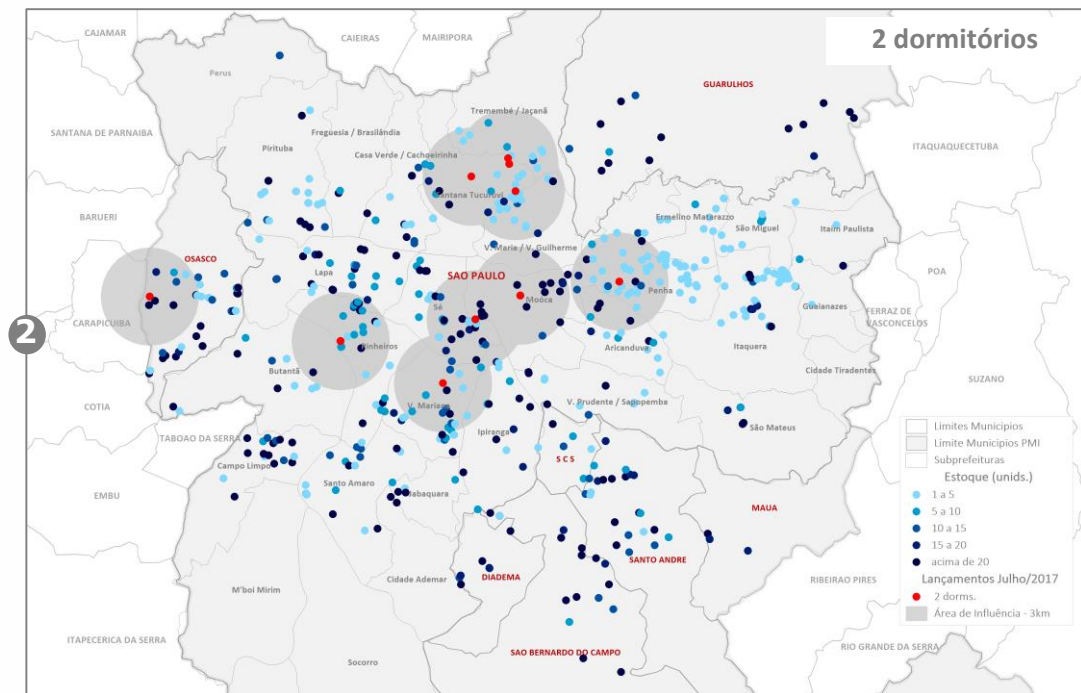 CAJAMAR
CAIEIRAS
MAIRIPORA
2 dormitórios
Perus
GUARULHOS
SANTANA DE PARNAIBA
Tremembé / Jaçanã
Freguesia / Brasilândia
Pirituba
Casa Verde / Cachoeirinha
ITAQUAQUECETUBA
Santana Tucuruvi
BARUERI
Ermelino Matarazzo
São Miguel
Itaim Paulista
V. Maria / V. Guilherme
OSASCO
Lapa
SAO PAULO
POA
Penha
Moóca
Sé
Guaianazes
FERRAZ DE
VASCONCELOS
CARAPICUIBA
2
Pinheiros
Aricanduva
Itaquera
Butantã
Cidade Tiradentes
SUZANO
COTIA
V. Mariana
V. Prudente / Sapopemba
TABOAO DA SERRA
Ipiranga
São Mateus
Campo Limpo
S C S
EMBU
Santo Amaro
Jabaquara
MAUA
SANTO ANDRE
Cidade Ademar
DIADEMA
M'boi Mirim
RIBEIRAO PIRES
ITAPECERICA DA SERRA
SAO BERNARDO DO CAMPO
RIO GRANDE DA SERRA
Socorro
Limites Municipios
Limite Municipios PMI
Subprefeituras
Estoque (unids.)
1 a 5
5 a 10
10 a 15
15 a 20
acima de 20
Lançamentos Julho/2017
2 dorms.
Área de Influência - 3km